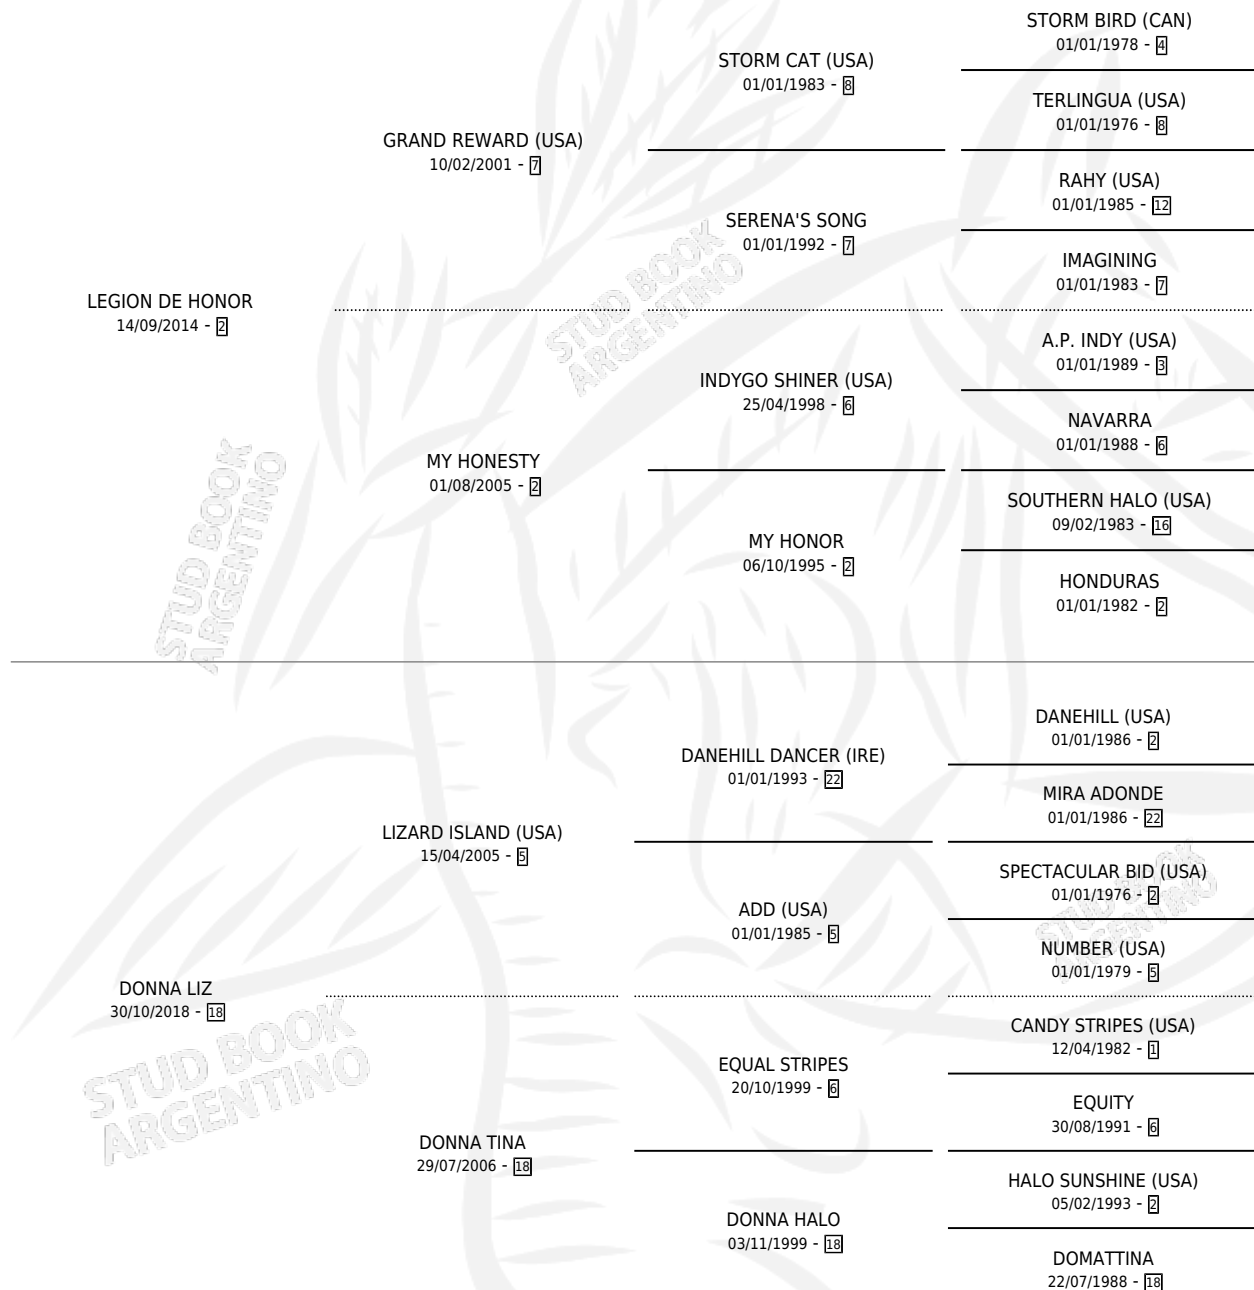 STORM BIRD (CAN)
01/01/1978 - 4
STORM CAT (USA)
01/01/1983 - 8
TERLINGUA (USA)
01/01/1976 - 8
GRAND REWARD (USA)
10/02/2001 - 7
RAHY (USA)
01/01/1985 - 12
SERENA'S SONG
01/01/1992 - 7
IMAGINING
01/01/1983 - 7
LEGION DE HONOR
14/09/2014 - 2
A.P. INDY (USA)
01/01/1989 - 3
INDYGO SHINER (USA)
25/04/1998 - 6
NAVARRA
01/01/1988 - 6
MY HONESTY
01/08/2005 - 2
SOUTHERN HALO (USA)
09/02/1983 - 16
MY HONOR
06/10/1995 - 2
HONDURAS
01/01/1982 - 2
DANEHILL (USA)
01/01/1986 - 2
DANEHILL DANCER (IRE)
01/01/1993 - 22
MIRA ADONDE
01/01/1986 - 22
LIZARD ISLAND (USA)
15/04/2005 - 5
SPECTACULAR BID (USA)
01/01/1976 - 2
ADD (USA)
01/01/1985 - 5
NUMBER (USA)
01/01/1979 - 5
DONNA LIZ
30/10/2018 - 18
CANDY STRIPES (USA)
12/04/1982 - 1
EQUAL STRIPES
20/10/1999 - 6
EQUITY
30/08/1991 - 6
DONNA TINA
29/07/2006 - 18
HALO SUNSHINE (USA)
05/02/1993 - 2
DONNA HALO
03/11/1999 - 18
DOMATTINA
22/07/1988 - 18
STUD BOOK
ARGENTINO
STUD BOOK
ARGENTINO
STUD BOOK
ARGENTINO
STUD BOOK
ARGENTINO